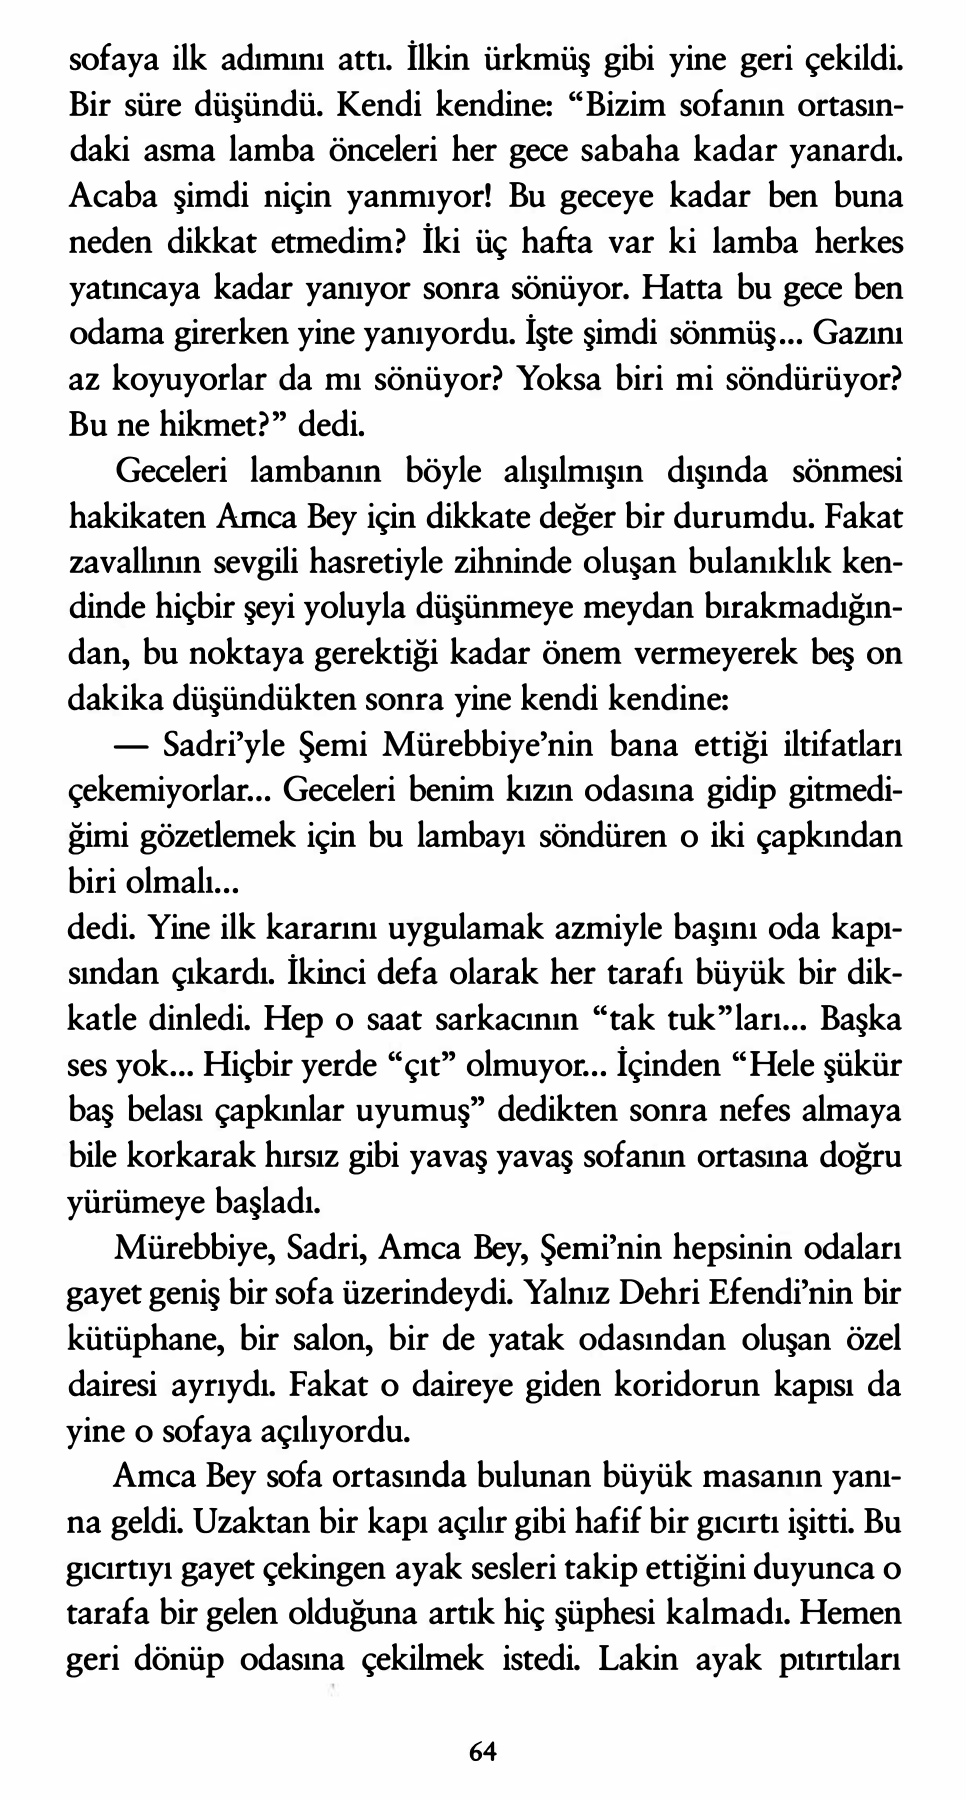 sofaya ilk adımını attı. İlkin ürkmüş gibi yine geri çekildi.
Bir süre düşündü. Kendi kendine: “Bizim sofanın ortasın-
daki asma lamba önceleri her gece sabaha kadar yanardı.
Acaba şimdi niçin yanmıyor! Bu geceye kadar ben buna
neden dikkat etmedim? İki üç hafta var ki lamba herkes
yatıncaya kadar yanıyor sonra sönüyor. Hatta bu gece ben
odama girerken yine yanıyordu. İşte şimdi sönmüş... Gazını
az koyuyorlar da mı sönüyor? Yoksa biri mi söndürüyor?
Bu ne hikmet?” dedi.
Geceleri lambanın böyle alışılmışın dışında sönmesi
hakikaten Amca Bey için dikkate değer bir durumdu. Fakat
zavallının sevgili hasretiyle zihninde oluşan bulanıklık ken-
dinde hiçbir şeyi yoluyla düşünmeye meydan bırakmadığın-
dan, bu noktaya gerektiği kadar önem vermeyerek beş on
dakika düşündükten sonra yine kendi kendine:
— Sadri’yle Şemi Mürebbiye’nin bana ettiği iltifatları
çekemiyorlar... Geceleri benim kızın odasına gidip gitmedi-
ğimi gözetlemek için bu lambayı söndüren o iki çapkından
biri olmalı...
dedi. Yine ilk kararını uygulamak azmiyle başını oda kapı-
sından çıkardı. İkinci defa olarak her tarafı büyük bir dik-
katle dinledi. Hep o saat sarkacının “tak tuk”ları... Başka
ses yok... Hiçbir yerde “çıt” olmuyor... İçinden “Hele şükür
baş belası çapkınlar uyumuş” dedikten sonra nefes almaya
bile korkarak hırsız gibi yavaş yavaş sofanın ortasına doğru
yürümeye başladı.
Mürebbiye, Sadri, Amca Bey, Şemi’nin hepsinin odaları
gayet geniş bir sofa üzerindeydi. Yalnız Dehri Efendi’nin bir
kütüphane, bir salon, bir de yatak odasından oluşan özel
dairesi ayrıydı. Fakat o daireye giden koridorun kapısı da
yine o sofaya açılıyordu.
Amca Bey sofa ortasında bulunan büyük masanın yanı-
na geldi. Uzaktan bir kapı açılır gibi hafif bir gıcırtı işitti. Bu
gıcırtıyı gayet çekingen ayak sesleri takip ettiğini duyunca o
tarafa bir gelen olduğuna artık hiç şüphesi kalmadı. Hemen
geri dönüp odasına çekilmek istedi. Lakin ayak pıtırtıları
64